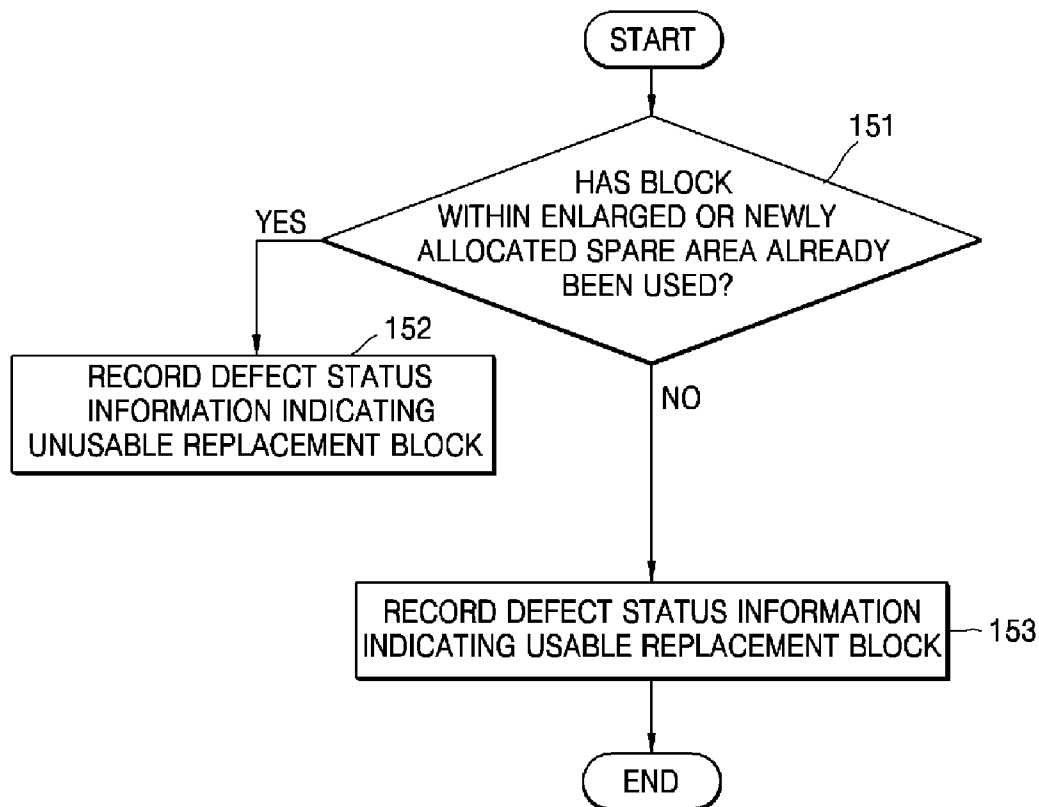 START
151
HAS BLOCK
WITHIN ENLARGED OR NEWLY
ALLOCATED SPARE AREA ALREADY
BEEN USED?
YES
152
RECORD DEFECT STATUS
INFORMATION INDICATING
UNUSABLE REPLACEMENT BLOCK
NO
RECORD DEFECT STATUS INFORMATION
INDICATING USABLE REPLACEMENT BLOCK
153
END